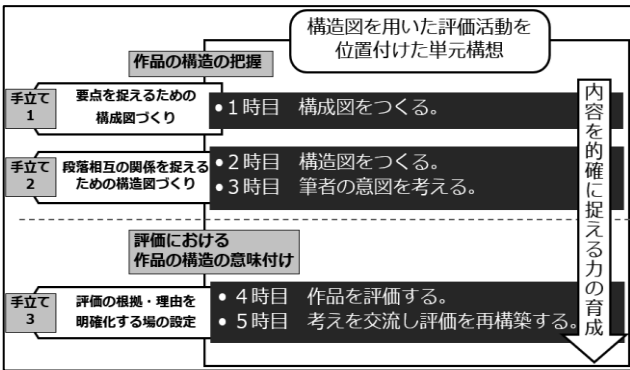 構造図を用いた評価活動を
位置付けた単元構想
作品の構造の把握
手立て
1
要点を捉えるための
構成図づくり
•１時目　構成図をつくる。
手立て
2
段落相互の関係を捉える
ための構造図づくり
•２時目　構造図をつくる。
•３時目　筆者の意図を考える。
評価における
作品の構造の意味付け
手立て
3
評価の根拠・理由を
明確化する場の設定
• ４時目　作品を評価する。
• ５時目　考えを交流し評価を再構築する。
内容を的確に捉える力の育成